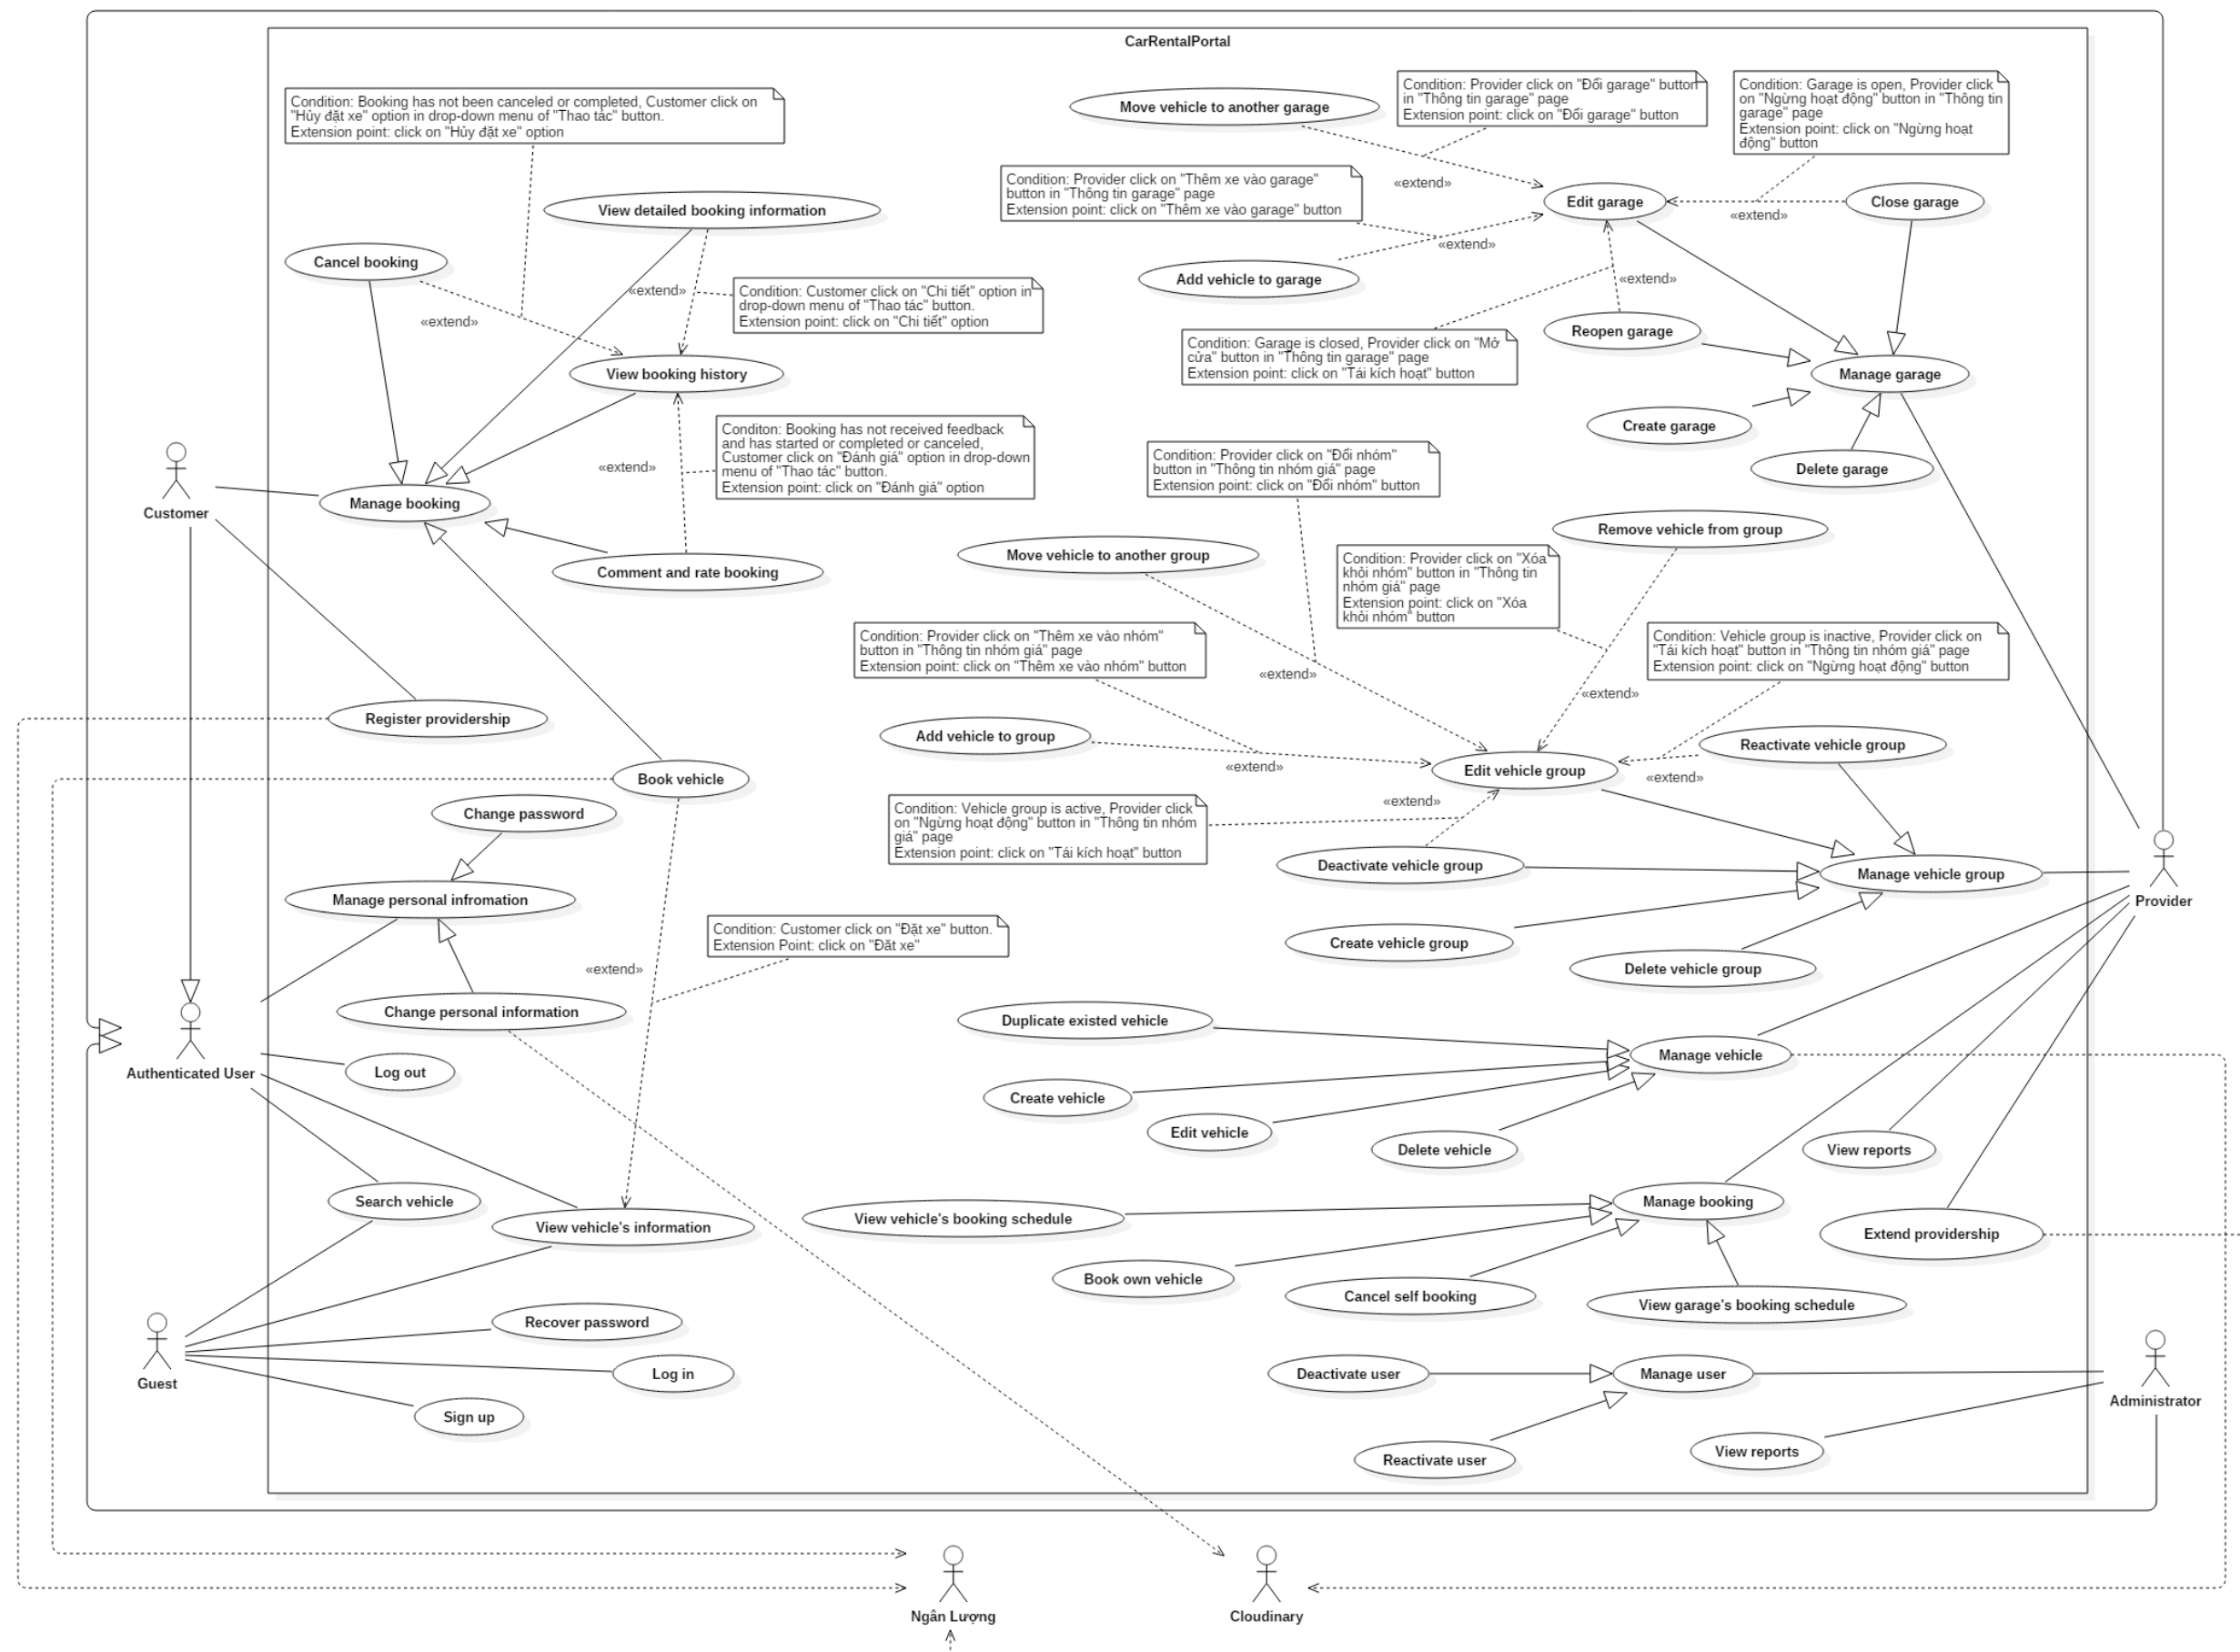 CarRentalPortal
Condition: Booking has not been canceled or completed, Customer click on
"Hủy đặt xe" option in drop-down menu of "Thao tác" button.
Extension point: click on "Hủy đặt xe" option
Move vehicle to another garage
Condition: Provider click on "Đổi garage" button
in "Thông tin garage" page
Extension point: click on "Đổi garage" button
Condition: Garage is open, Provider click
on "Ngừng hoạt động" button in "Thông tin
garage" page
Extension point: click on "Ngừng hoạt
động" button
Condition: Provider click on "Thêm xe vào garage"
button in "Thông tin garage" page
Extension point: click on "Thêm xe vào garage" button
«extend»
Edit garage
«extend»
Close garage
View detailed booking information
Cancel booking
«extend»
Add vehicle to garage
«extend»
«extend»
Condition: Customer click on "Chi tiết" option in
drop-down menu of "Thao tác" button.
Extension point: click on "Chi tiết" option
«extend»
Reopen garage
Condition: Garage is closed, Provider click on "Mở
cửa" button in "Thông tin garage" page
Extension point: click on "Tái kích hoạt" button
View booking history
Manage garage
Conditon: Booking has not received feedback
and has started or completed or canceled,
Customer click on "Đánh giá" option in drop-down
menu of "Thao tác" button.
Extension point: click on "Đánh giá" option
«extend»
Create garage
Delete garage
Condition: Provider click on "Đổi nhóm"
button in "Thông tin nhóm giá" page
Extension point: click on "Đổi nhóm" button
Customer
Manage booking
Remove vehicle from group
Move vehicle to another group
Comment and rate booking
Condition: Provider click on "Xóa
khỏi nhóm" button in "Thông tin
nhóm giá" page
Extension point: click on "Xóa
khỏi nhóm" button
Condition: Provider click on "Thêm xe vào nhóm"
button in "Thông tin nhóm giá" page
Extension point: click on "Thêm xe vào nhóm" button
Condition: Vehicle group is inactive, Provider click on
"Tái kích hoạt" button in "Thông tin nhóm giá" page
Extension point: click on "Ngừng hoạt động" button
«extend»
«extend»
Register providership
Add vehicle to group
«extend»
Edit vehicle group
Reactivate vehicle group
«extend»
Book vehicle
Change password
«extend»
Condition: Vehicle group is active, Provider click
on "Ngừng hoạt động" button in "Thông tin nhóm
giá" page
Extension point: click on "Tái kích hoạt" button
Deactivate vehicle group
Manage vehicle group
Provider
Manage personal infromation
Condition: Customer click on "Đặt xe" button.
Extension Point: click on "Đăt xe"
Create vehicle group
Delete vehicle group
«extend»
Change personal information
Duplicate existed vehicle
Manage vehicle
Authenticated User
Log out
Create vehicle
Edit vehicle
Delete vehicle
View reports
Search vehicle
View vehicle's information
View vehicle's booking schedule
Manage booking
Extend providership
Book own vehicle
Cancel self booking
View garage's booking schedule
Guest
Recover password
Log in
Sign up
Deactivate user
Manage user
Administrator
Reactivate user
View reports
Ngân Lượng
Cloudinary